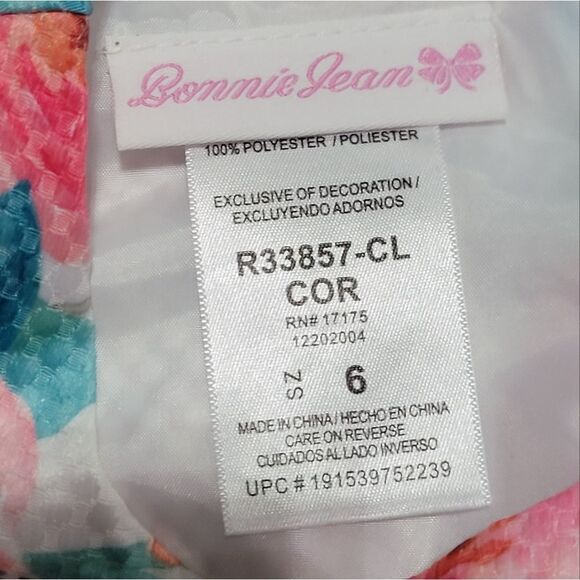 Bonnie Jean
100% POLYESTER / POLIESTER
EXCLUSIVE OF DECORATION /
EXCLUYENDO ADORNOS
R33857-CL
COR
RN# 17175
12202004
SZ 6
MADE IN CHINA / HECHO EN CHINA
CARE ON REVERSE
CUIDADOS AL LADO INVERSO
UPC # 191539752239